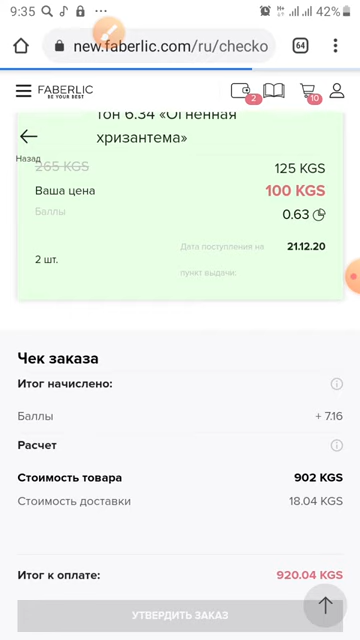 9:35
42%
new.faberlic.com/ru/checko
64
FABERLIC
BE YOUR BEST
2
10
тон 6.34 «Огненная
хризантема»
Назад
265 KGS
125 KGS
Ваша цена
100 KGS
Баллы
0.63
Дата поступления на
21.12.20
2 шт.
пункт выдачи:
Чек заказа
Итог начислено:
Баллы
+ 7.16
Расчет
Стоимость товара
902 KGS
Стоимость доставки
18.04 KGS
Итог к оплате:
920.04 KGS
УТВЕРДИТЬ ЗАКАЗ